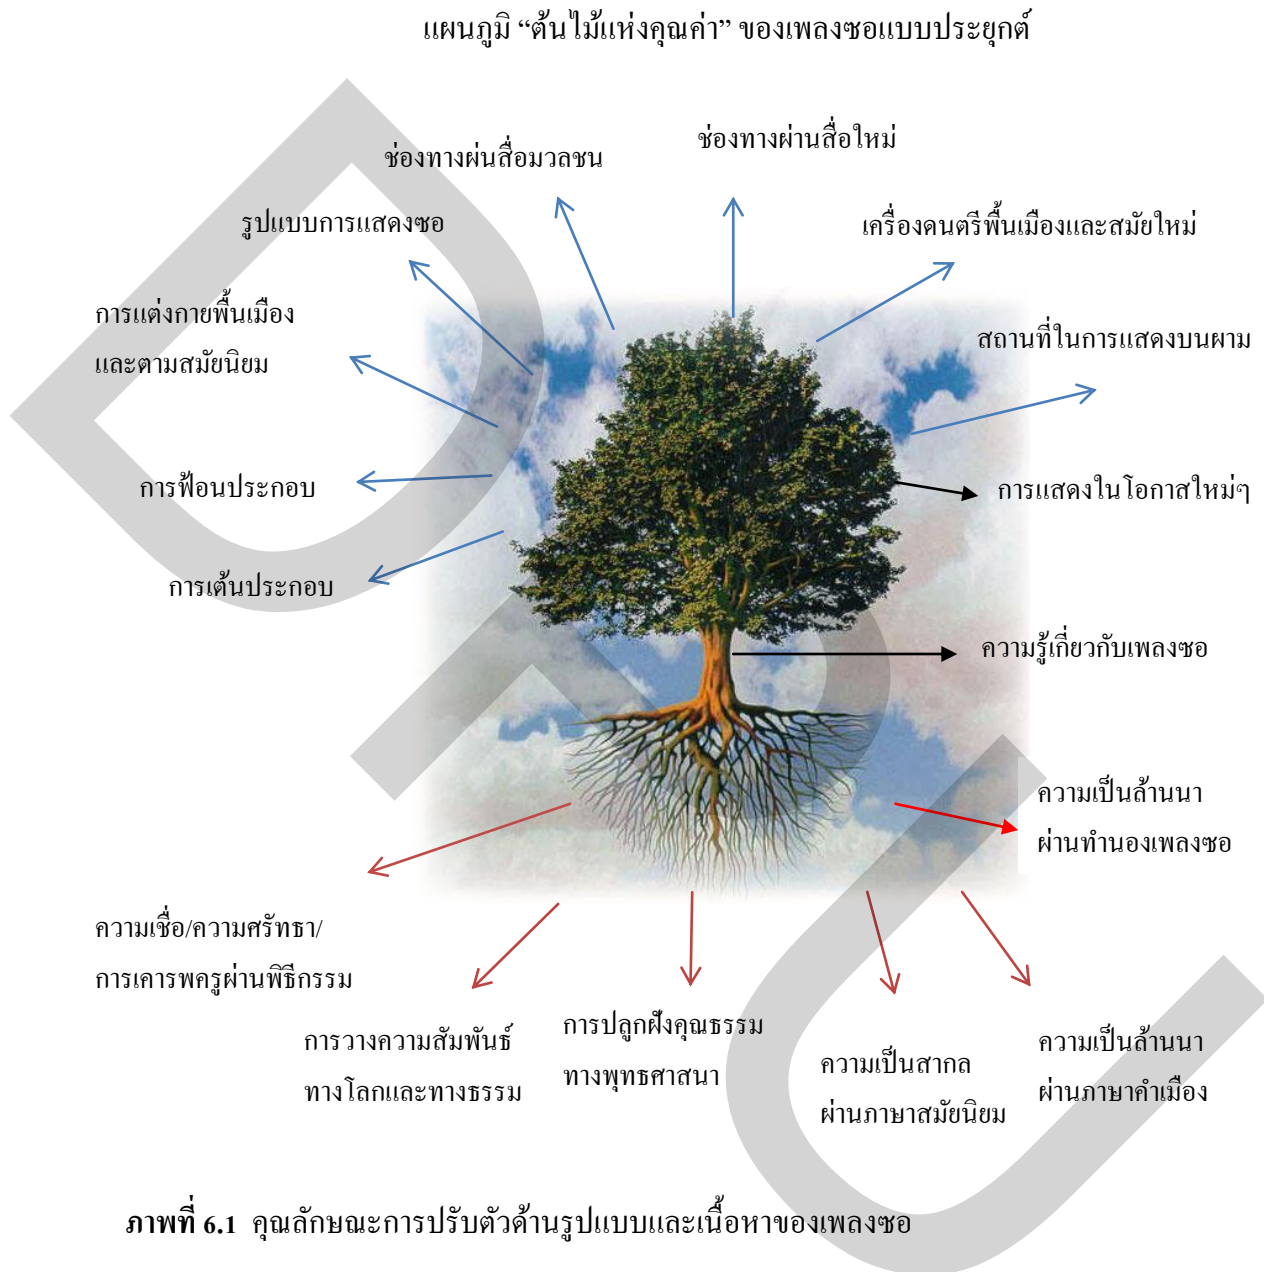 แผนภูมิ “ต้นไม้แห่งคุณค่า” ของเพลงซอแบบประยุกต์
ช่องทางผ่นสื่อมวลชน
ช่องทางผ่านสื่อใหม่
รูปแบบการแสดงซอ
เครื่องดนตรีพื้นเมืองและสมัยใหม่
การแต่งกายพื้นเมือง
และตามสมัยนิยม
สถานที่ในการแสดงบนผาม
การฟ้อนประกอบ
การแสดงในโอกาสใหม่ๆ
การเต้นประกอบ
ความรู้เกี่ยวกับเพลงซอ
ความเป็นล้านนา
ผ่านทำนองเพลงซอ
ความเชื่อ/ความศรัทธา/
การเคารพครูผ่านพิธีกรรม
การวางความสัมพันธ์
ทางโลกและทางธรรม
การปลูกฝังคุณธรรม
ทางพุทธศาสนา
ความเป็นสากล
ผ่านภาษาสมัยนิยม
ความเป็นล้านนา
ผ่านภาษาคำเมือง
ภาพที่ 6.1 คุณลักษณะการปรับตัวด้านรูปแบบและเนื้อหาของเพลงซอ